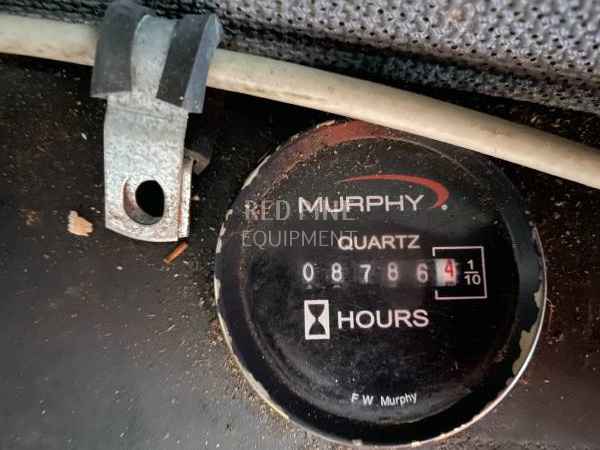 MURPHY
RED PINE
EQUIPMENT
QUARTZ
087864 1/10
HOURS
F W Murphy